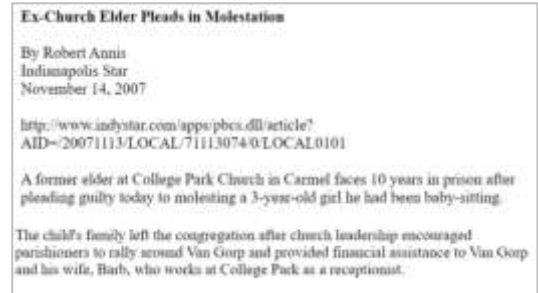 Ex-Church Elder Pleads in Molestation
By Robert Annis
Indianapolis Star
November 14, 2007
http://www.indystar.com/apps/pbcs.dll/article?
AID=/20071113/LOCAL/71113074/0/LOCAL0101
A former elder at College Park Church in Carmel faces 10 years in prison after
pleading guilty today to molesting a 3-year-old girl he had been baby-sitting.
The child's family left the congregation after church leadership encouraged
parishioners to rally around Van Gorp and provided financial assistance to Van Gorp
and his wife, Barb, who works at College Park as a receptionist.